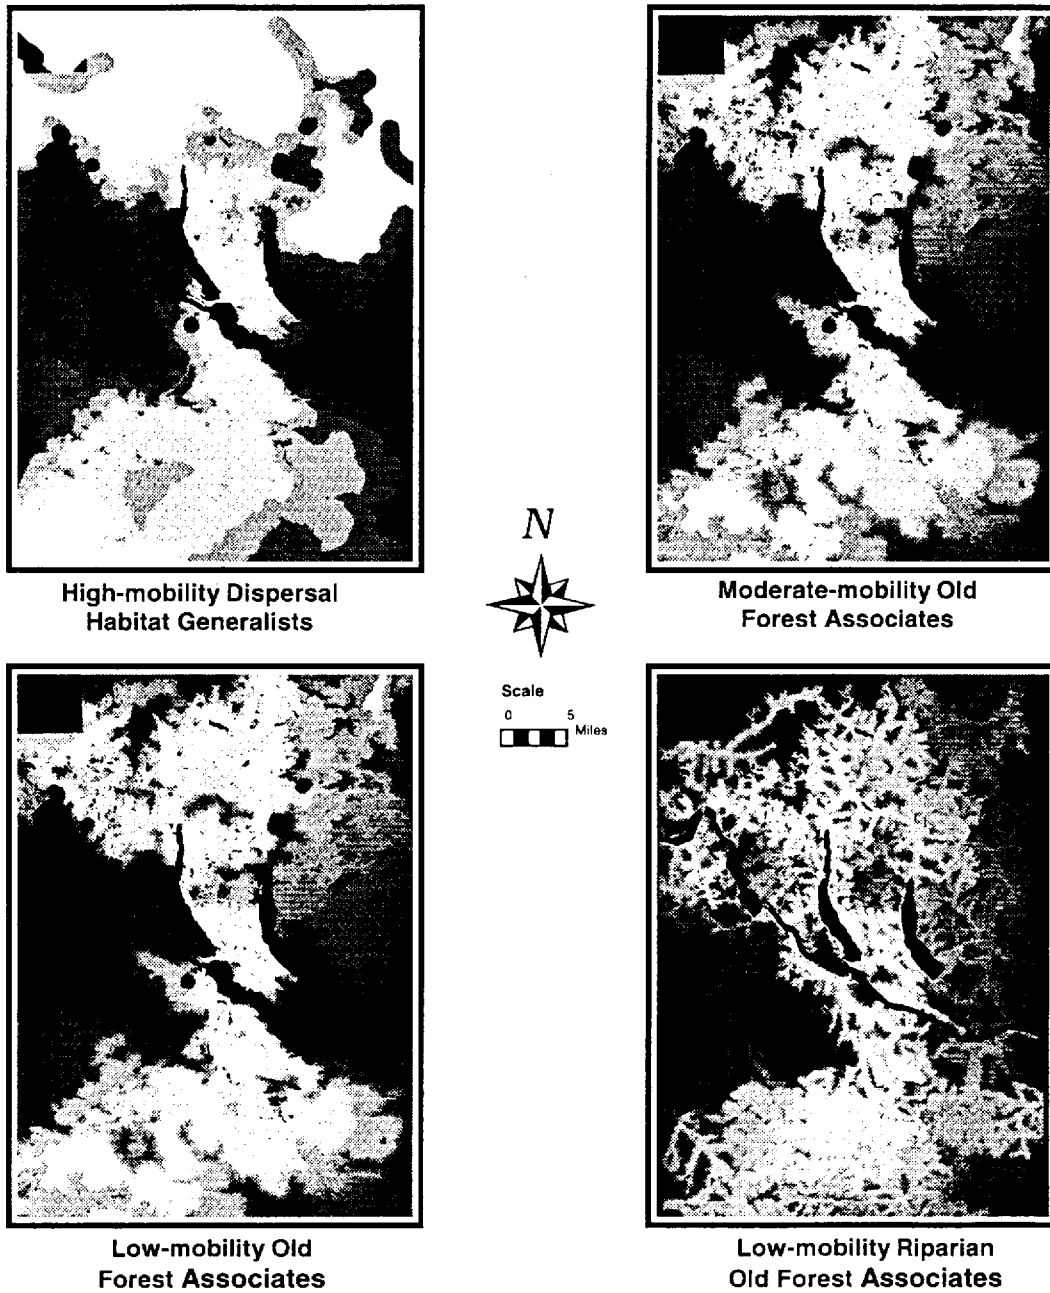 High-mobility Dispersal
Habitat Generalists
Moderate-mobility Old
Forest Associates
N
Scale
0 5
Miles
Low-mobility Old
Forest Associates
Low-mobility Riparian
Old Forest Associates